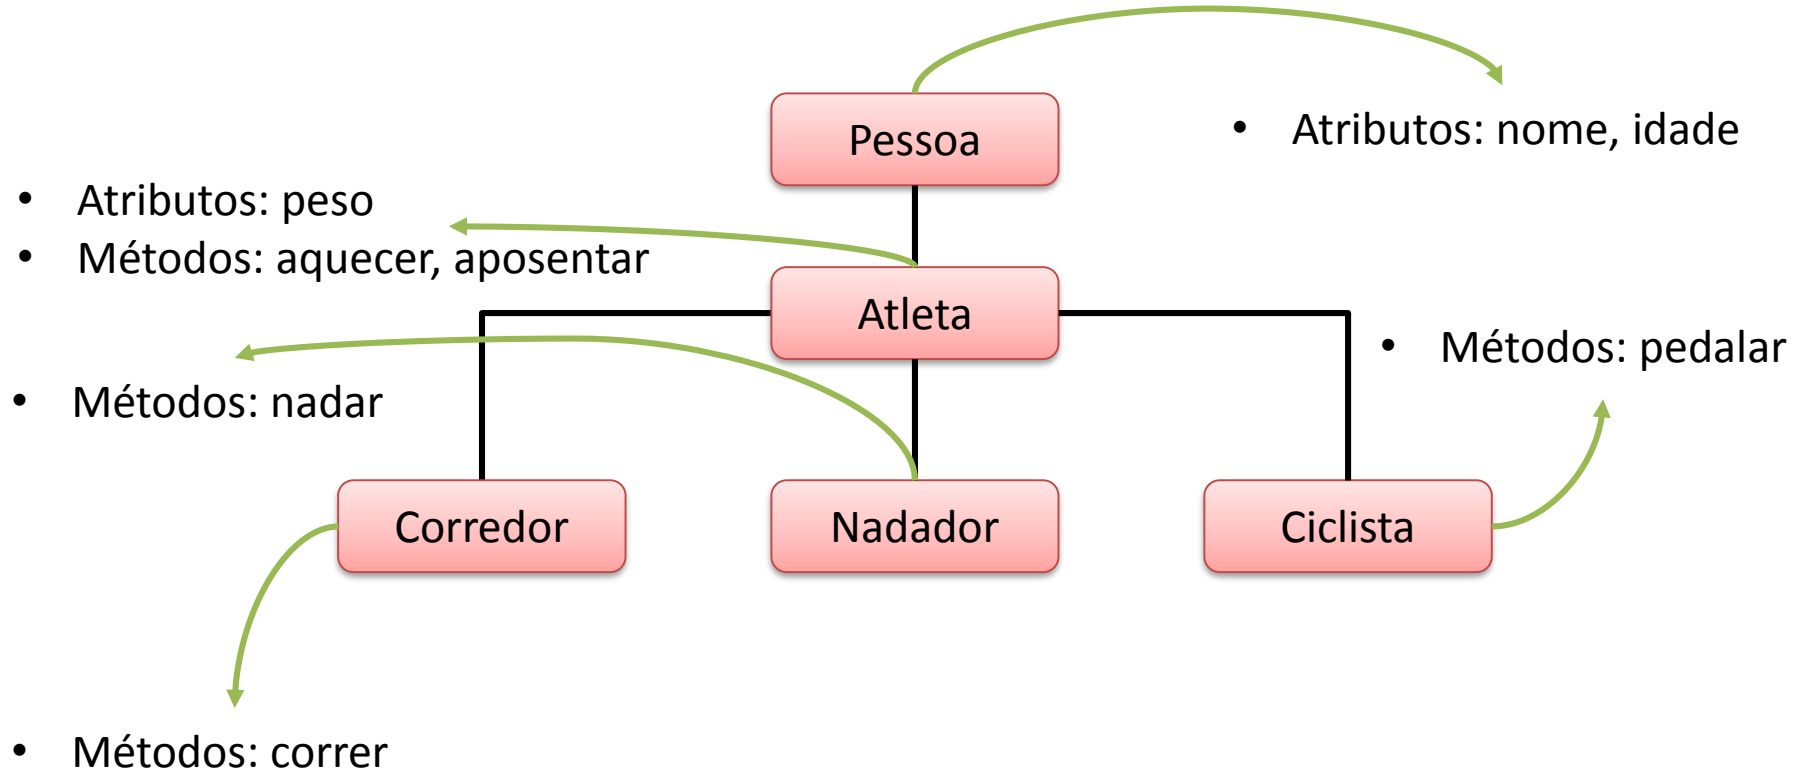 Pessoa
• Atributos: nome, idade
• Atributos: peso
• Métodos: aquecer, aposentar
Atleta
• Métodos: pedalar
• Métodos: nadar
Corredor
Nadador
Ciclista
• Métodos: correr